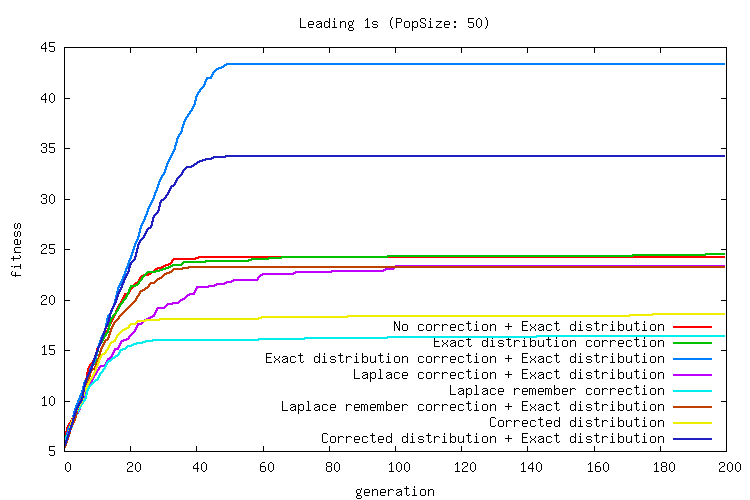 Leading 1s (PopSize: 50)
45
40
35
30
25
20
15
10
5
fitness
No correction + Exact distribution
Exact distribution correction
Exact distribution correction + Exact distribution
Laplace correction + Exact distribution
Laplace remember correction
Laplace remember correction + Exact distribution
Corrected distribution
Corrected distribution + Exact distribution
0 20 40 60 80 100 120 140 160 180 200
generation